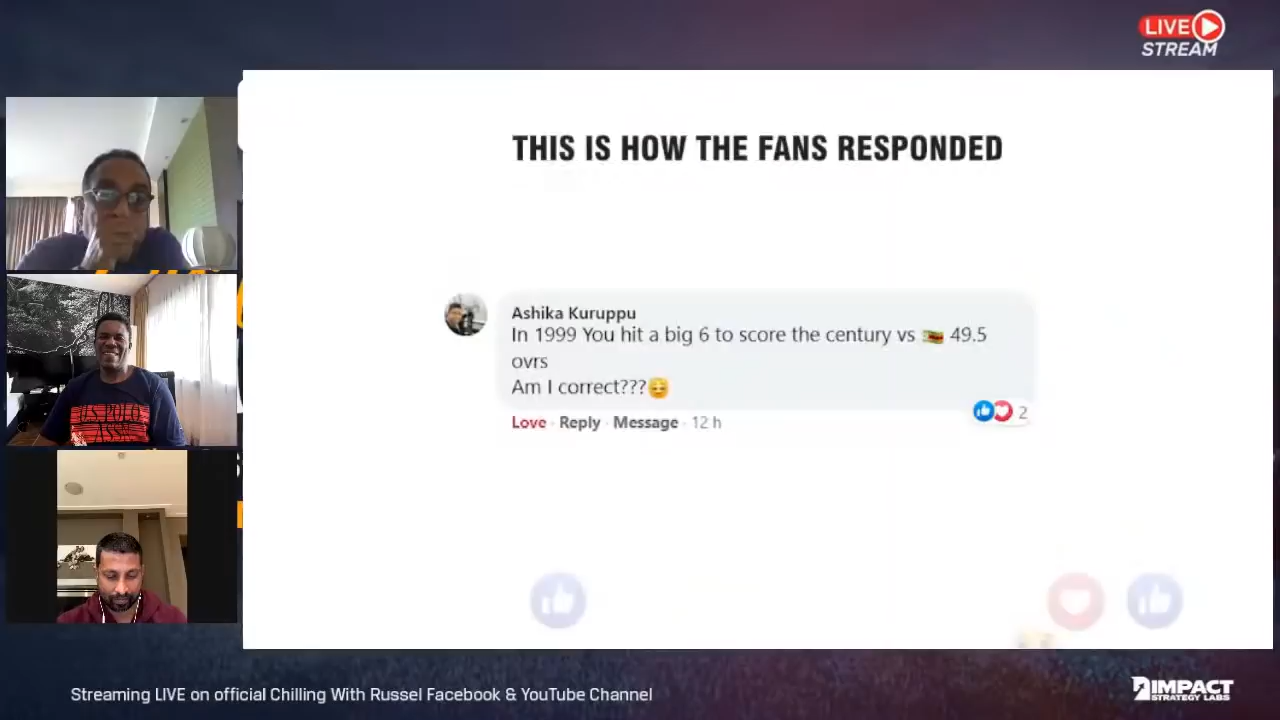 LIVE
STREAM
THIS IS HOW THE FANS RESPONDED
Ashika Kuruppu
In 1999 You hit a big 6 to score the century vs 🇿🇼 49.5
ovrs
Am I correct???😌
Love · Reply · Message · 12 h
2
U.S. POLO
ASSN
Streaming LIVE on official Chilling With Russel Facebook & YouTube Channel
IMPACT
STRATEGY LABS